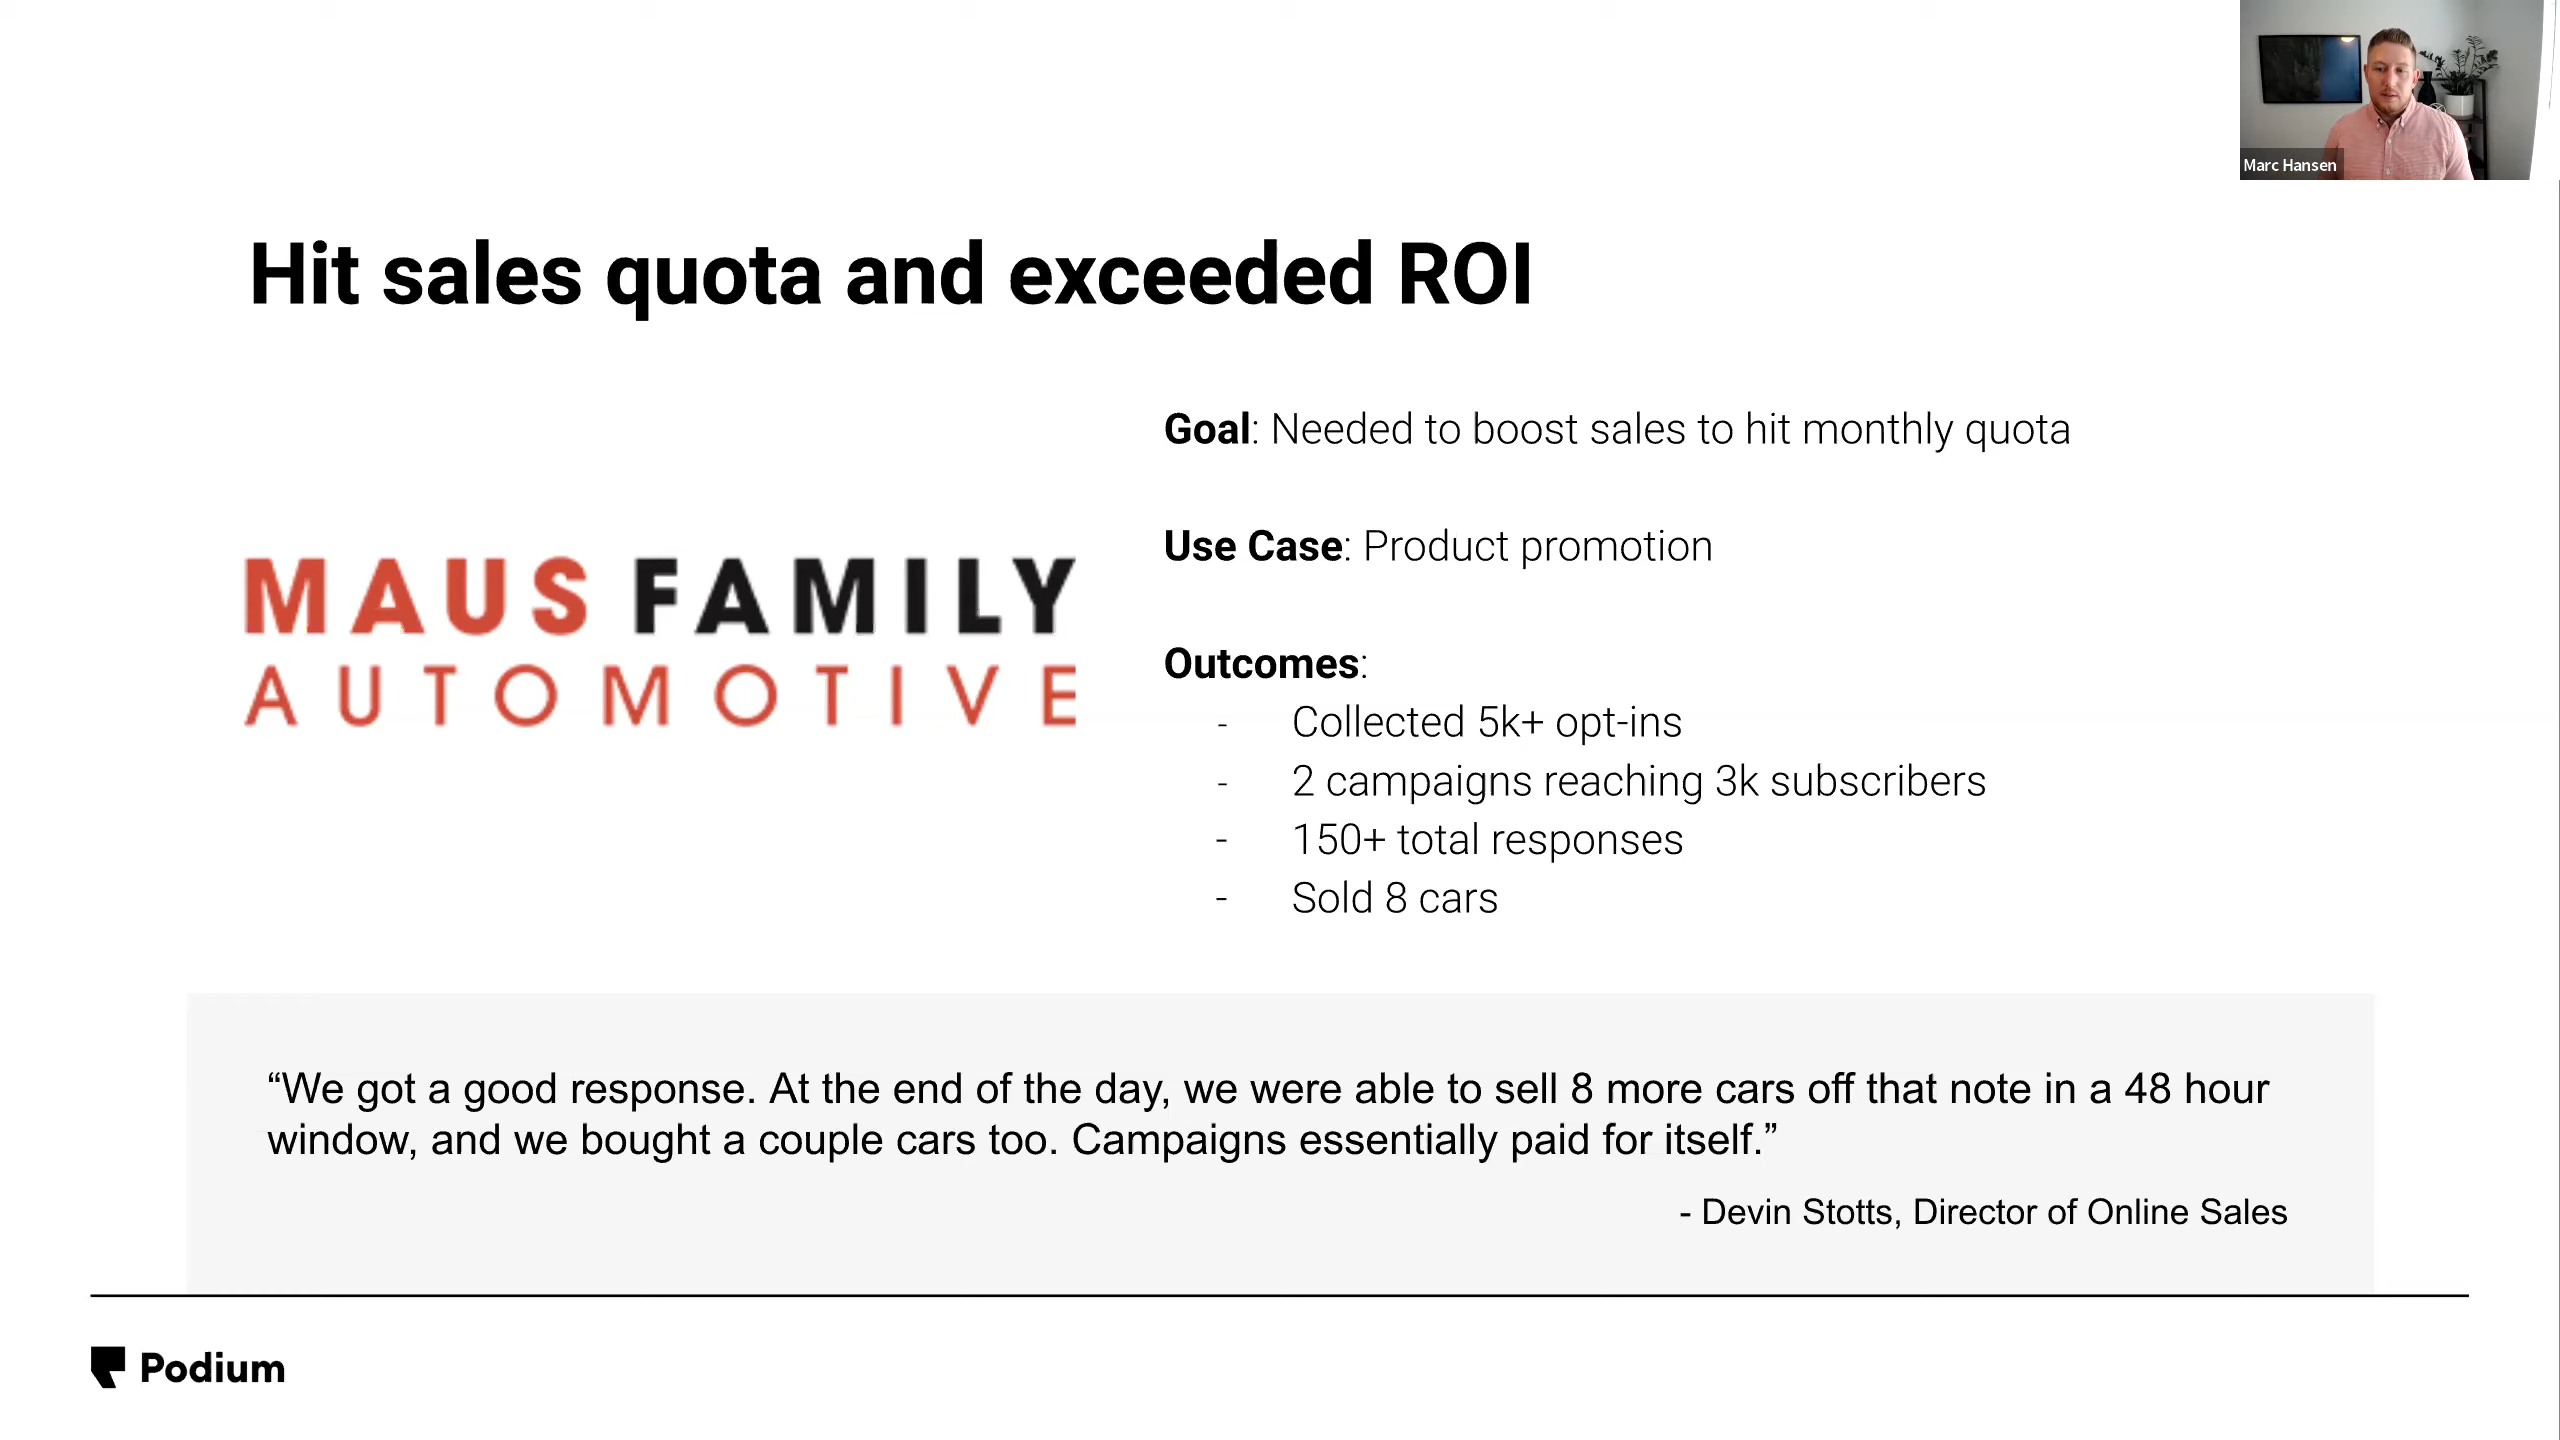 Marc Hansen
Hit sales quota and exceeded ROI
MAUS FAMILY
AUTOMOTIVE
Goal: Needed to boost sales to hit monthly quota
Use Case: Product promotion
Outcomes:
- Collected 5k+ opt-ins
- 2 campaigns reaching 3k subscribers
- 150+ total responses
- Sold 8 cars
“We got a good response. At the end of the day, we were able to sell 8 more cars off that note in a 48 hour
window, and we bought a couple cars too. Campaigns essentially paid for itself.”
- Devin Stotts, Director of Online Sales
Podium